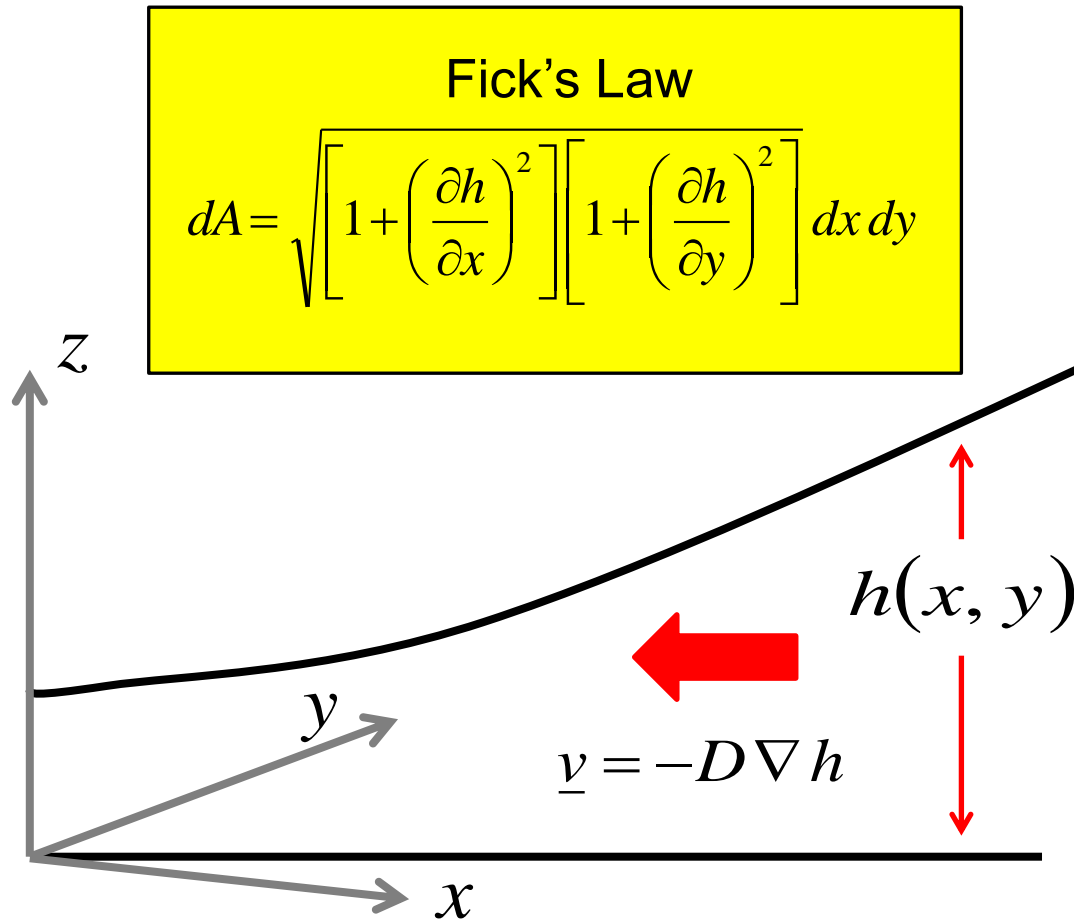 Fick's Law
dA = √([1 + (∂h/∂x)²][1 + (∂h/∂y)²]) dx dy
z
h(x, y)
y
v = −D ∇ h
x